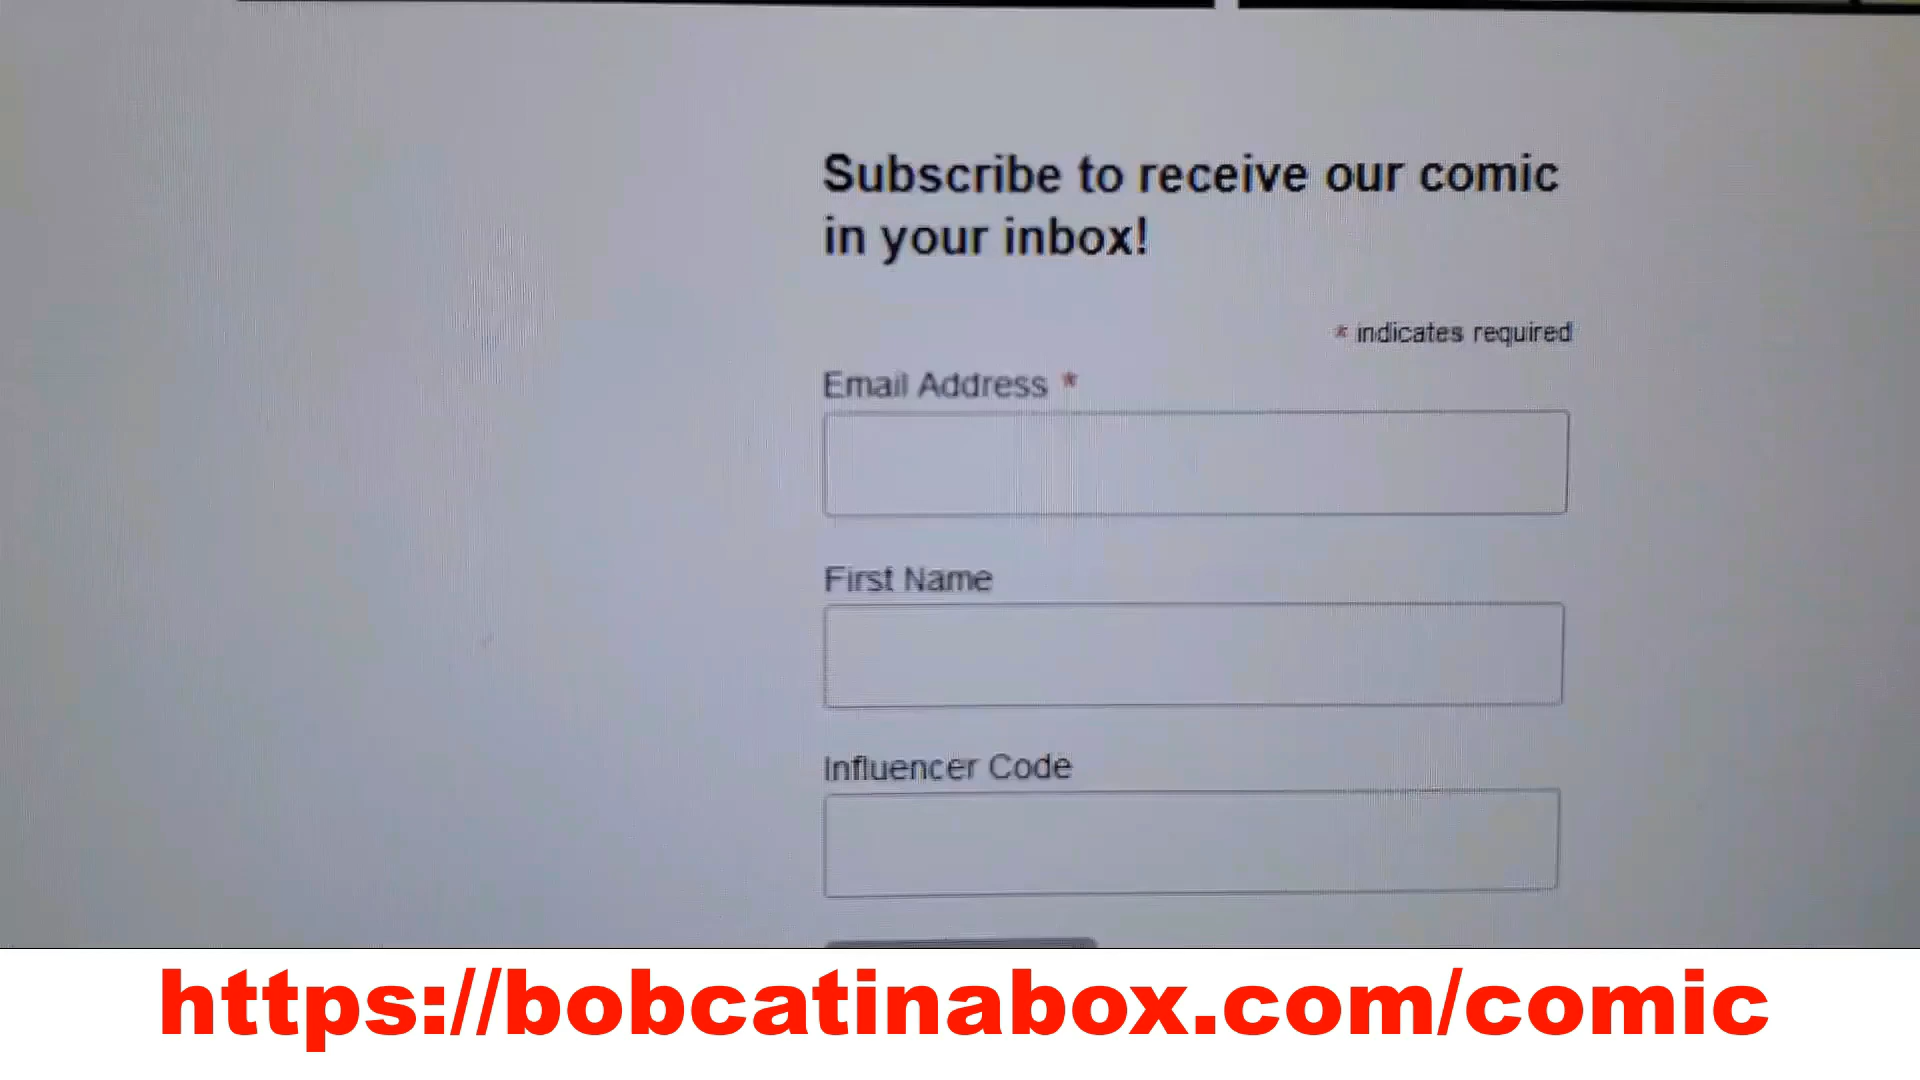 Subscribe to receive our comic
in your inbox!
* indicates required
Email Address *
First Name
Influencer Code
https://bobcatinabox.com/comic